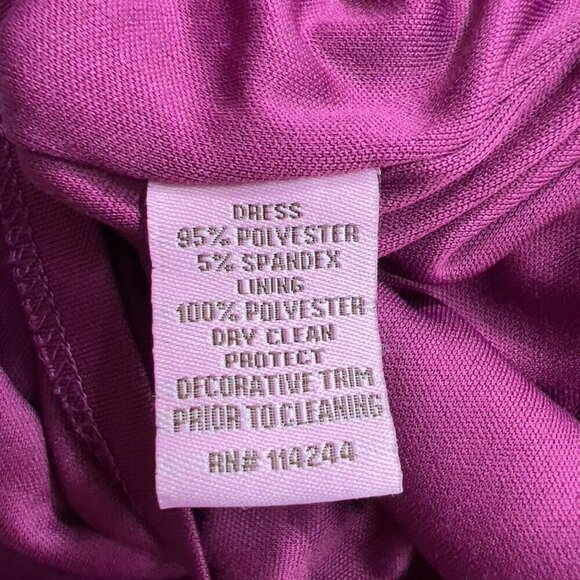 DRESS
95% POLYESTER
5% SPANDEX
LINING
100% POLYESTER
DRY CLEAN
PROTECT
DECORATIVE TRIM
PRIOR TO CLEANING
RN# 114244